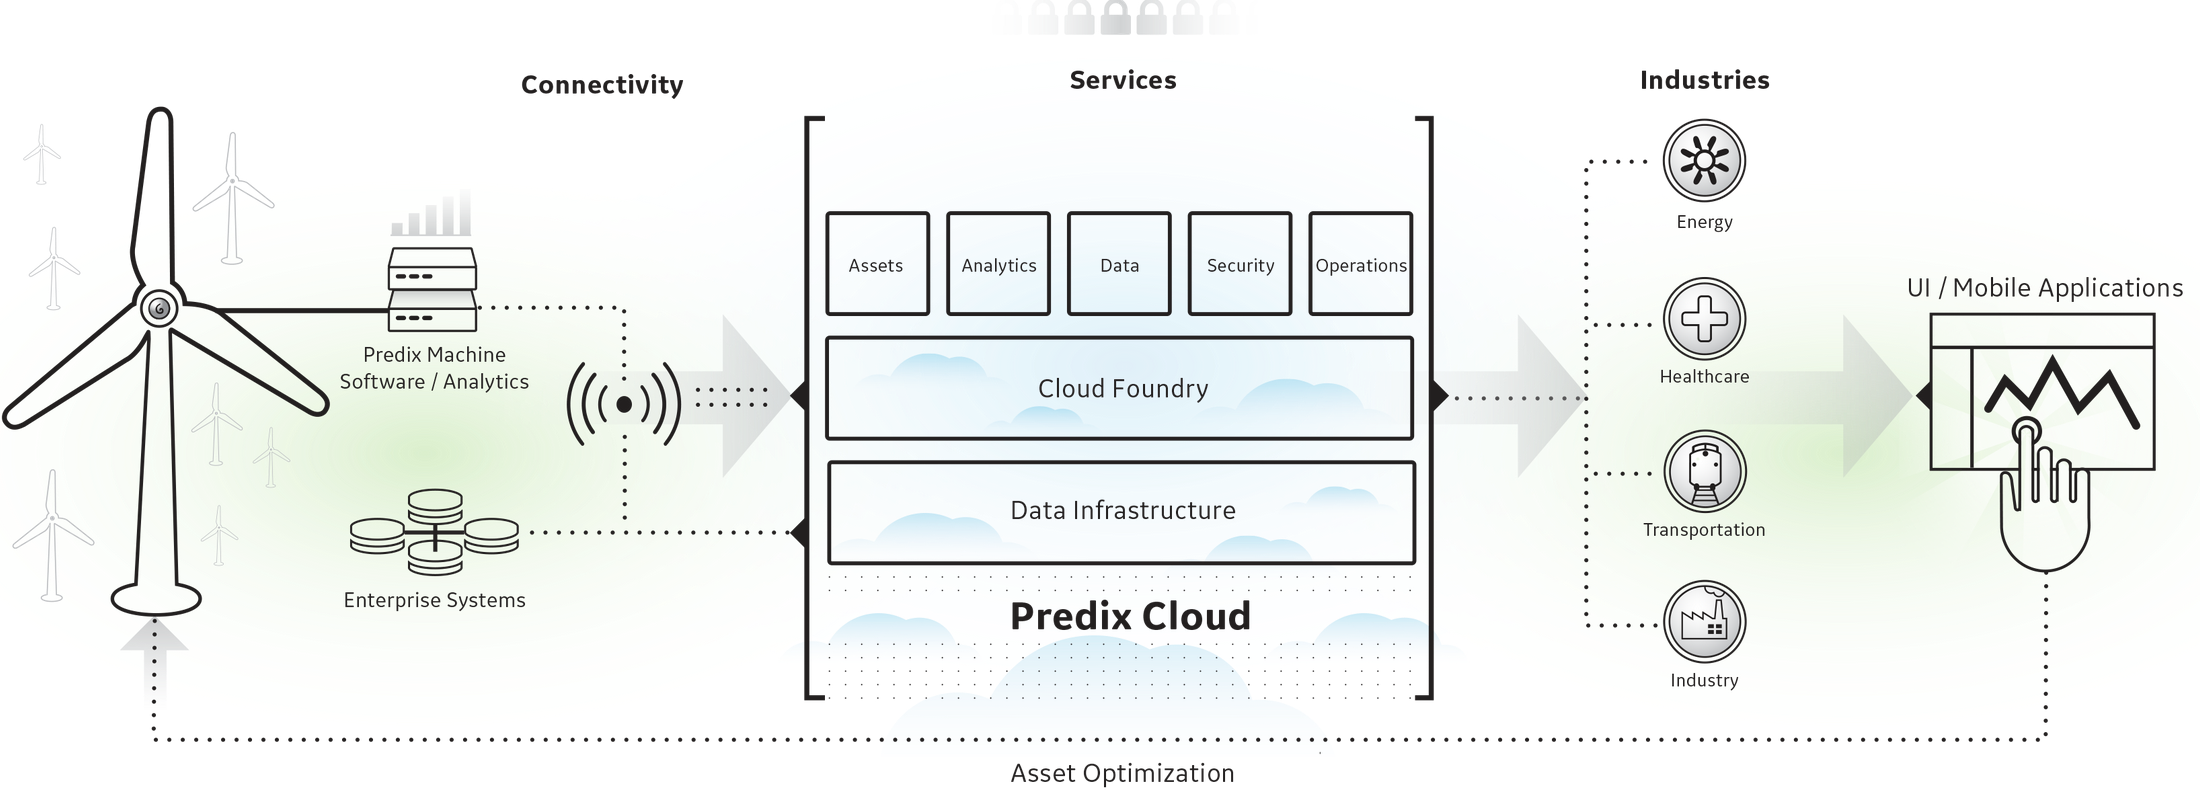 Connectivity
Services
Industries
Energy
Assets
Analytics
Data
Security
Operations
UI / Mobile Applications
Predix Machine
Software / Analytics
Cloud Foundry
Healthcare
Data Infrastructure
Transportation
Enterprise Systems
Predix Cloud
Industry
Asset Optimization